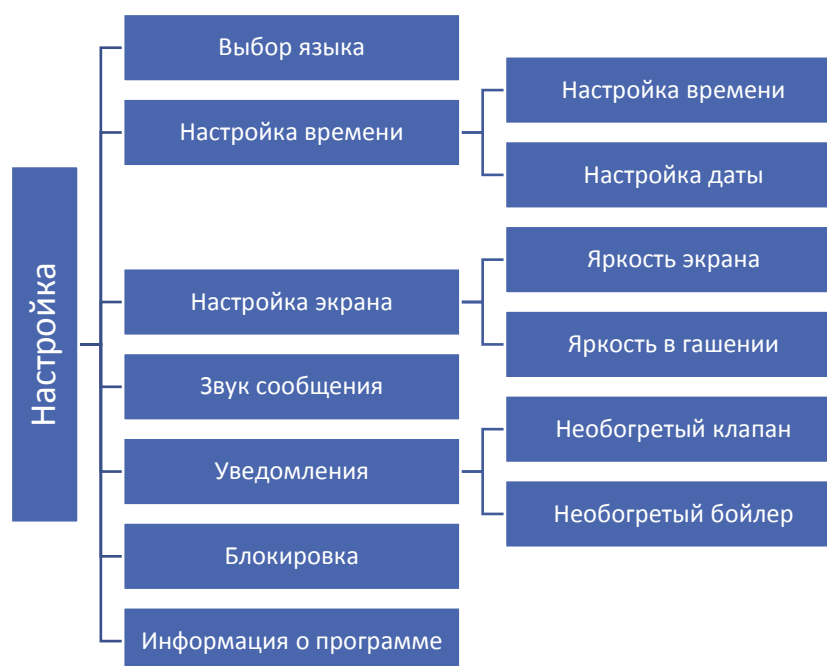 Настройка
Выбор языка
Настройка времени
Настройка времени
Настройка даты
Настройка экрана
Яркость экрана
Яркость в гашении
Звук сообщения
Уведомления
Необогретый клапан
Необогретый бойлер
Блокировка
Информация о программе